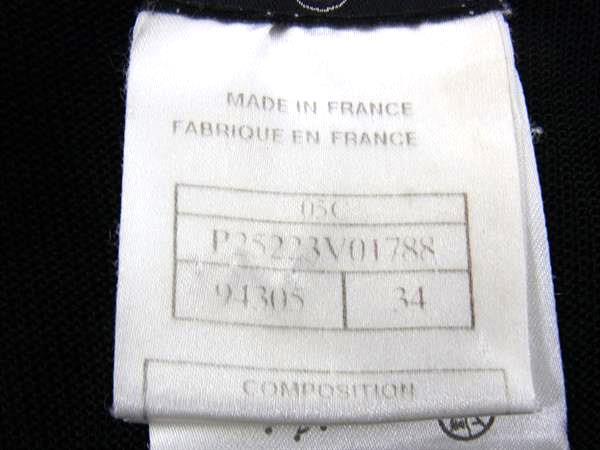 MADE IN FRANCE
FABRIQUE EN FRANCE
05C
P25223V01788
94305 34
COMPOSITION